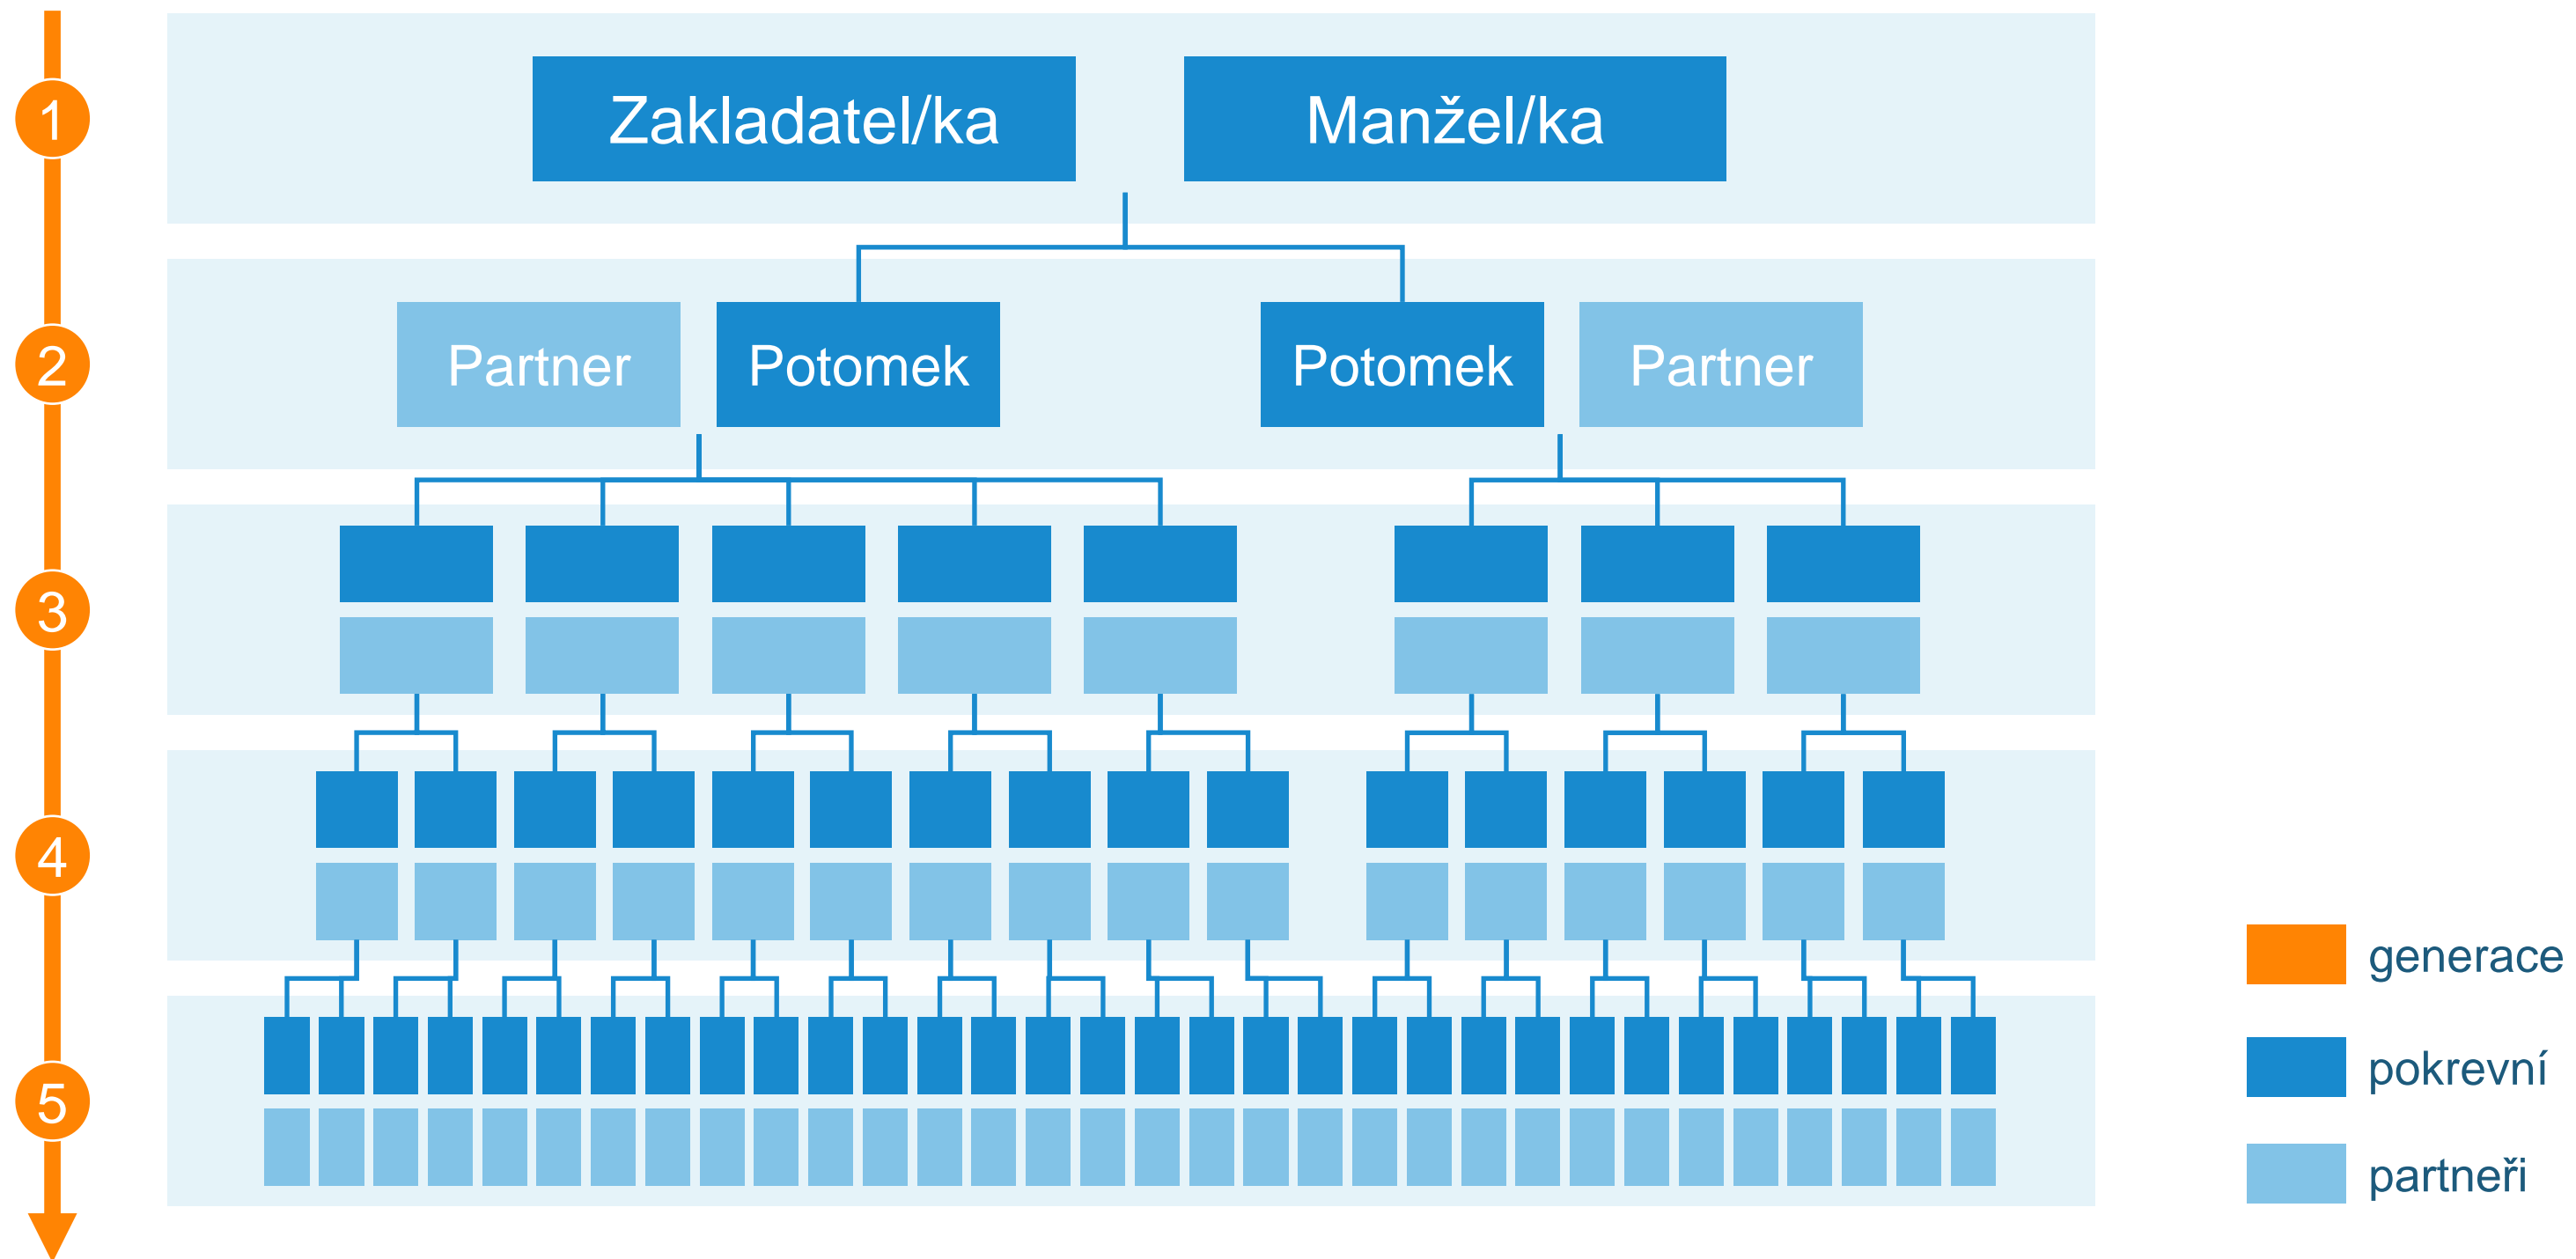 1
Zakladatel/ka
Manžel/ka
2
Partner
Potomek
Potomek
Partner
3
4
5
generace
pokrevní
partneři